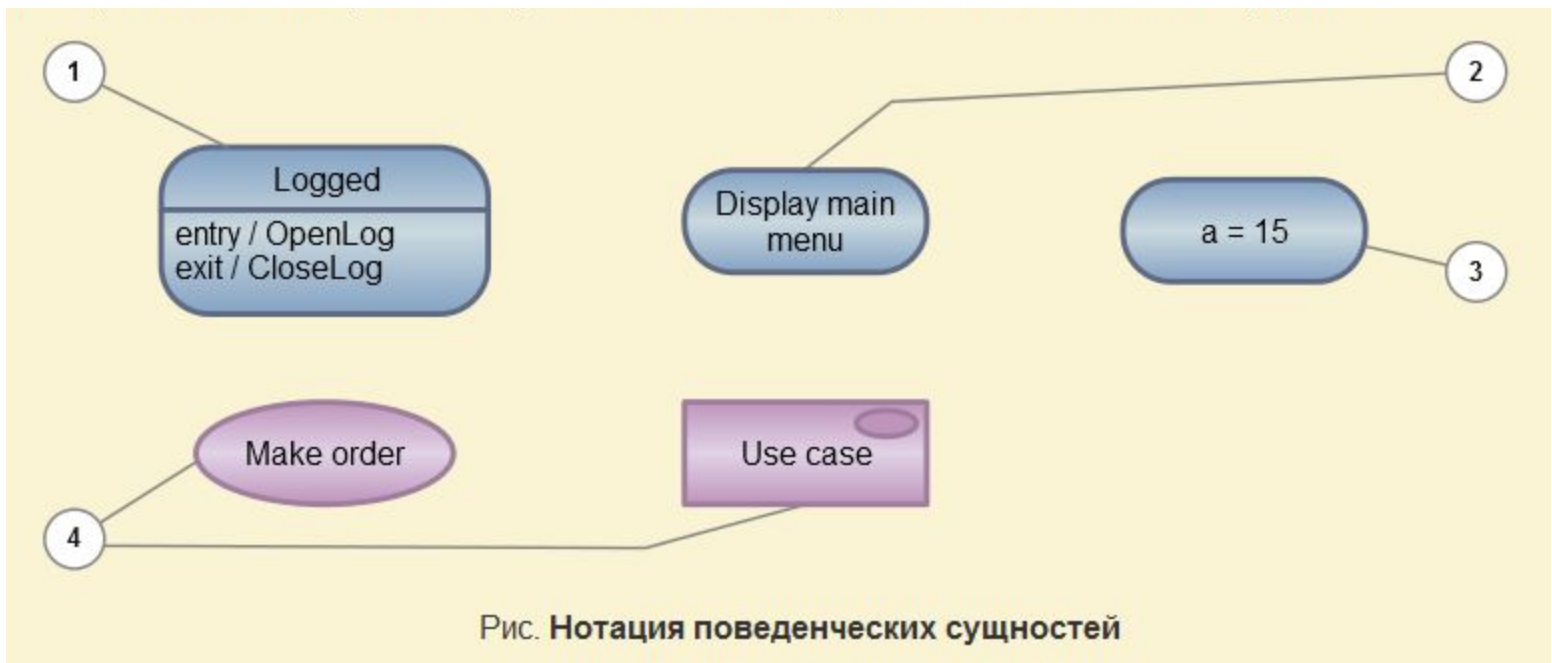 1
2
Logged
entry / OpenLog
exit / CloseLog
Display main
menu
a = 15
3
Make order
Use case
4
Рис. Нотация поведенческих сущностей